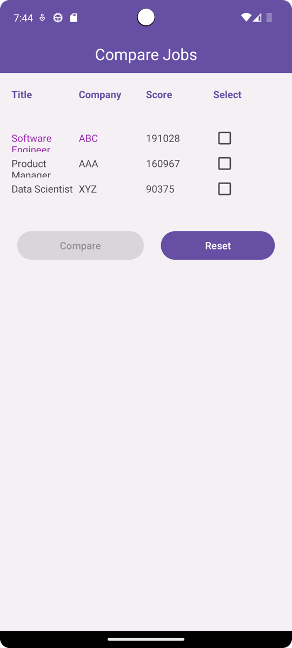 7:44
Compare Jobs
Title Company Score Select
Software ABC 191028
Engineer
Product AAA 160967
Manager
Data Scientist XYZ 90375
Compare Reset